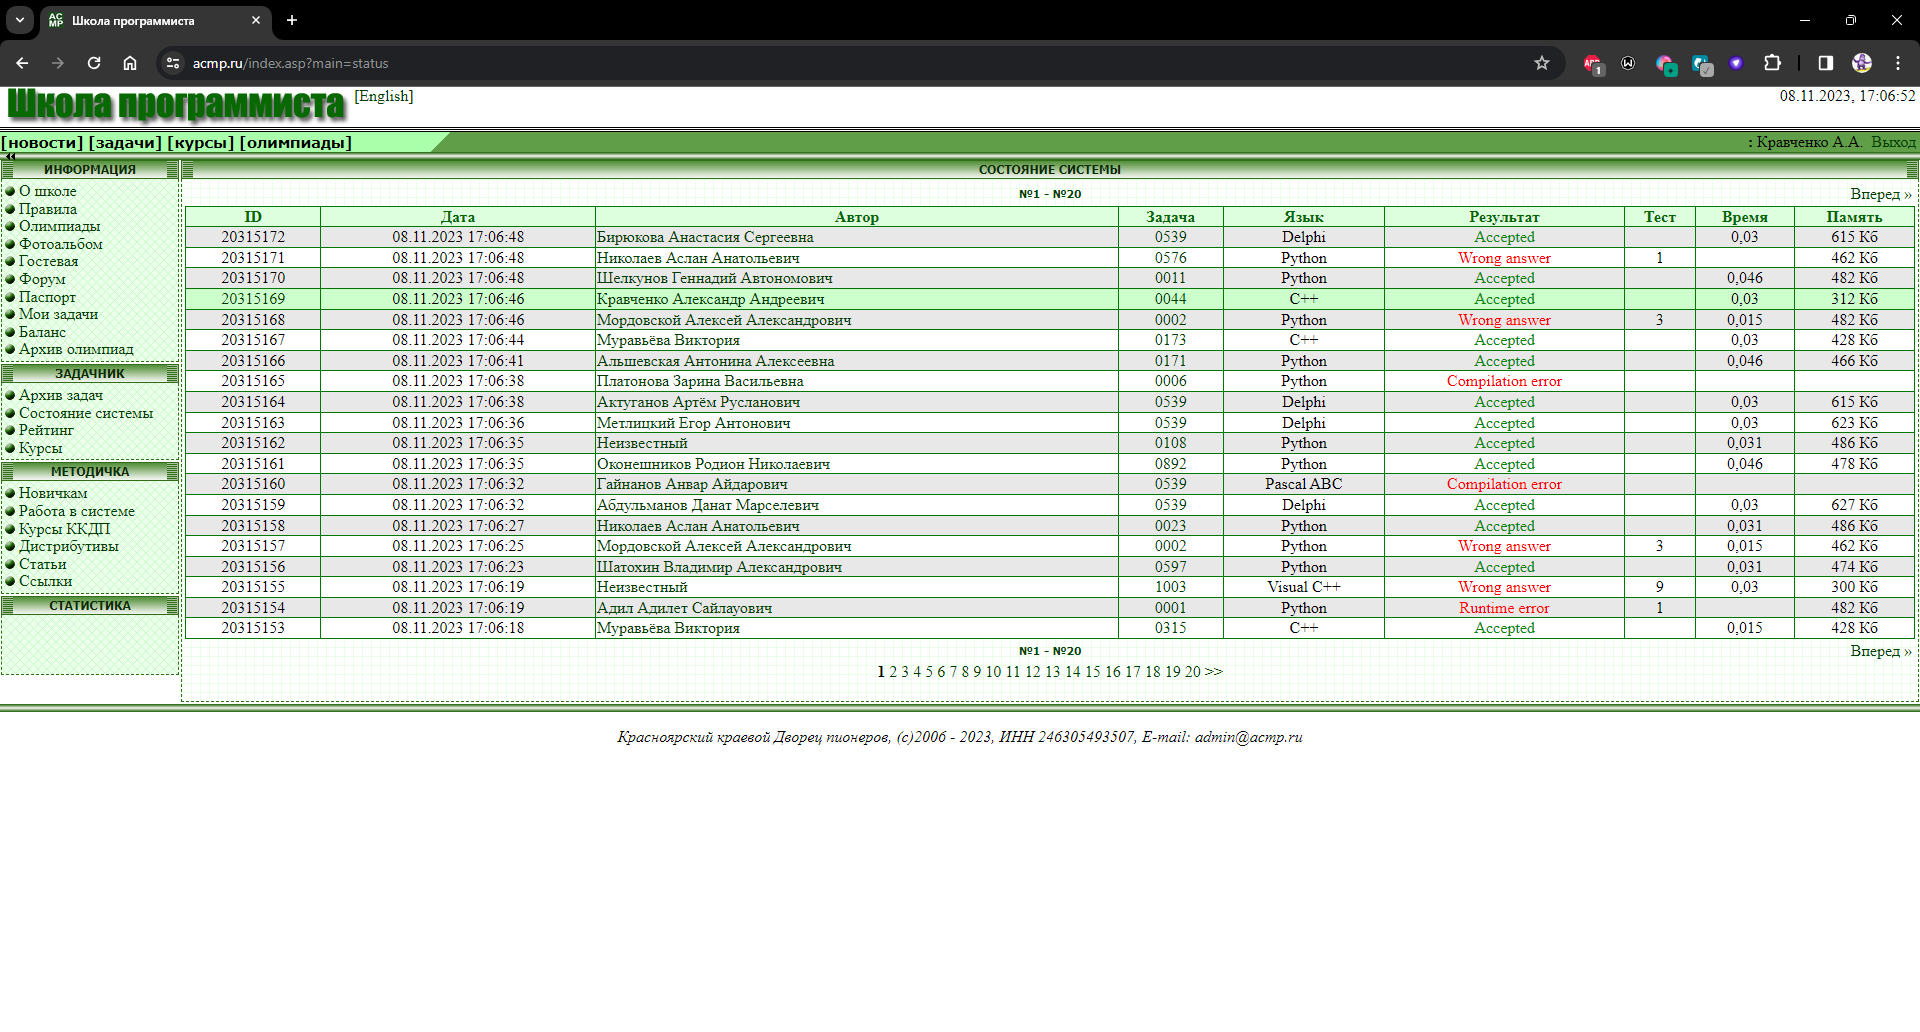 Школа программиста
acmp.ru/index.asp?main=status
1
Школа программиста [English] 08.11.2023, 17:06:52
[новости] [задачи] [курсы] [олимпиады] : Кравченко А.А. Выход
ИНФОРМАЦИЯ
О школе
Правила
Олимпиады
Фотоальбом
Гостевая
Форум
Паспорт
Мои задачи
Баланс
Архив олимпиад
ЗАДАЧНИК
Архив задач
Состояние системы
Рейтинг
Курсы
МЕТОДИЧКА
Новичкам
Работа в системе
Курсы ККДП
Дистрибутивы
Статьи
Ссылки
СТАТИСТИКА
СОСТОЯНИЕ СИСТЕМЫ
№1 - №20 Вперед »
ID Дата Автор Задача Язык Результат Тест Время Память
20315172 08.11.2023 17:06:48 Бирюкова Анастасия Сергеевна 0539 Delphi Accepted 0,03 615 Кб
20315171 08.11.2023 17:06:48 Николаев Аслан Анатольевич 0576 Python Wrong answer 1 462 Кб
20315170 08.11.2023 17:06:48 Шелкунов Геннадий Автономович 0011 Python Accepted 0,046 482 Кб
20315169 08.11.2023 17:06:46 Кравченко Александр Андреевич 0044 C++ Accepted 0,03 312 Кб
20315168 08.11.2023 17:06:46 Мордовской Алексей Александрович 0002 Python Wrong answer 3 0,015 482 Кб
20315167 08.11.2023 17:06:44 Муравьёва Виктория 0173 C++ Accepted 0,03 428 Кб
20315166 08.11.2023 17:06:41 Альшевская Антонина Алексеевна 0171 Python Accepted 0,046 466 Кб
20315165 08.11.2023 17:06:38 Платонова Зарина Васильевна 0006 Python Compilation error
20315164 08.11.2023 17:06:38 Актуганов Артём Русланович 0539 Delphi Accepted 0,03 615 Кб
20315163 08.11.2023 17:06:36 Метлицкий Егор Антонович 0539 Delphi Accepted 0,03 623 Кб
20315162 08.11.2023 17:06:35 Неизвестный 0108 Python Accepted 0,031 486 Кб
20315161 08.11.2023 17:06:35 Оконешников Родион Николаевич 0892 Python Accepted 0,046 478 Кб
20315160 08.11.2023 17:06:32 Гайнанов Анвар Айдарович 0539 Pascal ABC Compilation error
20315159 08.11.2023 17:06:32 Абдульманов Данат Марселевич 0539 Delphi Accepted 0,03 627 Кб
20315158 08.11.2023 17:06:27 Николаев Аслан Анатольевич 0023 Python Accepted 0,031 486 Кб
20315157 08.11.2023 17:06:25 Мордовской Алексей Александрович 0002 Python Wrong answer 3 0,015 462 Кб
20315156 08.11.2023 17:06:23 Шатохин Владимир Александрович 0597 Python Accepted 0,031 474 Кб
20315155 08.11.2023 17:06:19 Неизвестный 1003 Visual C++ Wrong answer 9 0,03 300 Кб
20315154 08.11.2023 17:06:19 Адил Адилет Сайлауович 0001 Python Runtime error 1 482 Кб
20315153 08.11.2023 17:06:18 Муравьёва Виктория 0315 C++ Accepted 0,015 428 Кб
№1 - №20 Вперед »
1 2 3 4 5 6 7 8 9 10 11 12 13 14 15 16 17 18 19 20 >>
Красноярский краевой Дворец пионеров, (c)2006 - 2023, ИНН 246305493507, E-mail: admin@acmp.ru